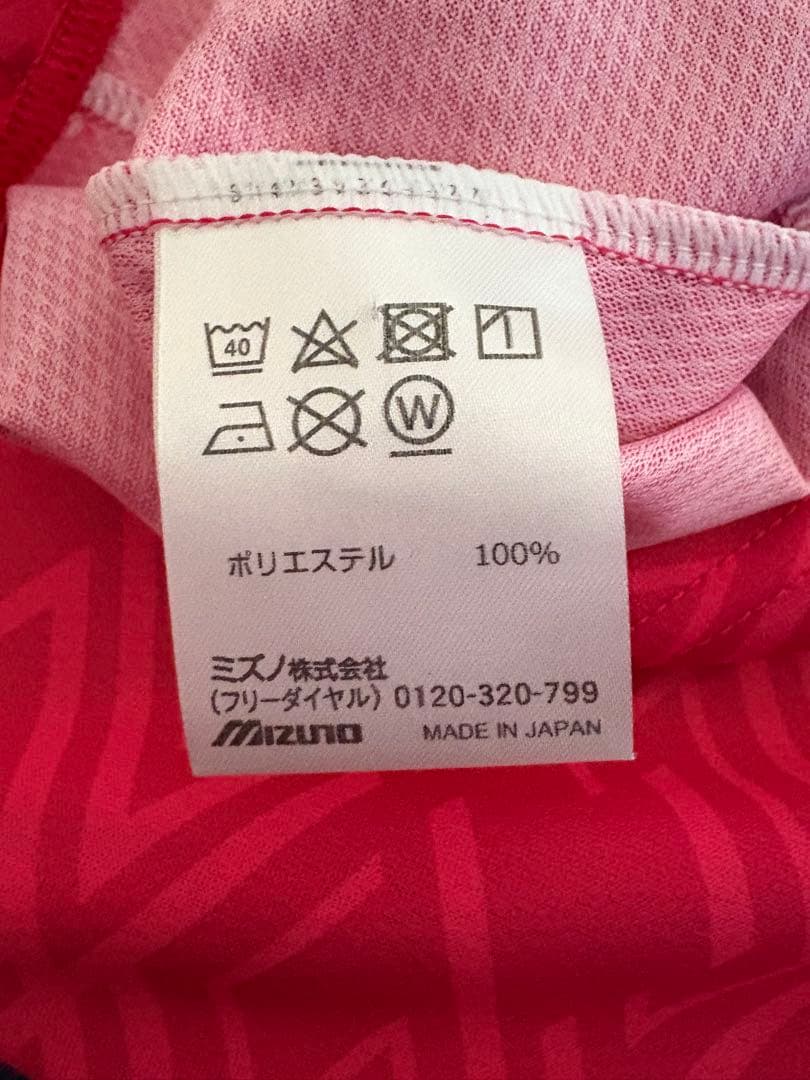 40
W
ポリエステル 100%
ミズノ株式会社
(フリーダイヤル) 0120-320-799
MIZUNO MADE IN JAPAN